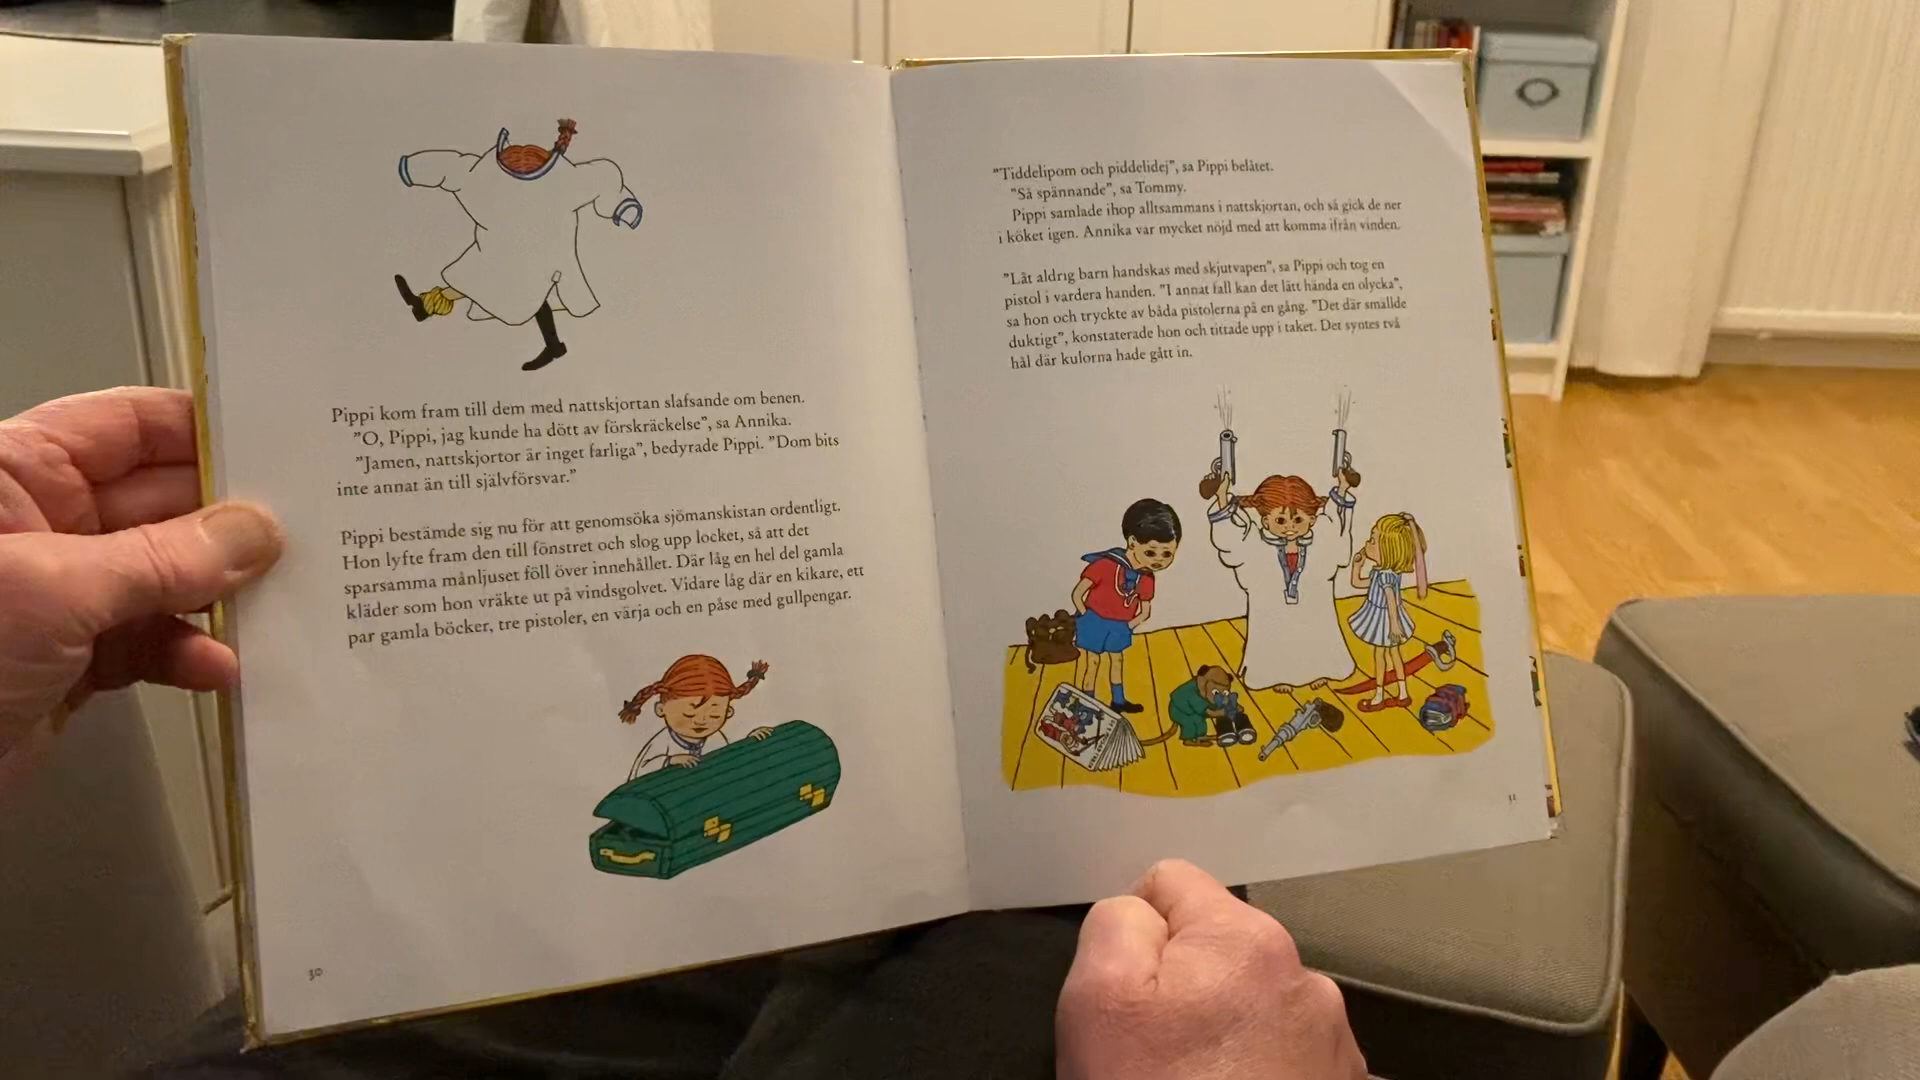 Pippi kom fram till dem med nattskjortan slafsande om benen.
"O, Pippi, jag kunde ha dött av förskräckelse", sa Annika.
"Jamen, nattskjortor är inget farliga", bedyrade Pippi. "Dom bits
inte annat än till självförsvar."
Pippi bestämde sig nu för att genomsöka sjömanskistan ordentligt.
Hon lyfte fram den till fönstret och slog upp locket, så att det
sparsamma månljuset föll över innehållet. Där låg en hel del gamla
kläder som hon vräkte ut på vindsgolvet. Vidare låg där en kikare, ett
par gamla böcker, tre pistoler, en värja och en påse med gullpengar.
30
"Tiddelipom och piddelidej", sa Pippi belåtet.
"Så spännande", sa Tommy.
Pippi samlade ihop alltsammans i nattskjortan, och så gick de ner
i köket igen. Annika var mycket nöjd med att komma ifrån vinden.
"Låt aldrig barn handskas med skjutvapen", sa Pippi och tog en
pistol i vardera handen. "I annat fall kan det lätt hända en olycka",
sa hon och tryckte av båda pistolerna på en gång. "Det där smällde
duktigt", konstaterade hon och tittade upp i taket. Det syntes två
hål där kulorna hade gått in.
31